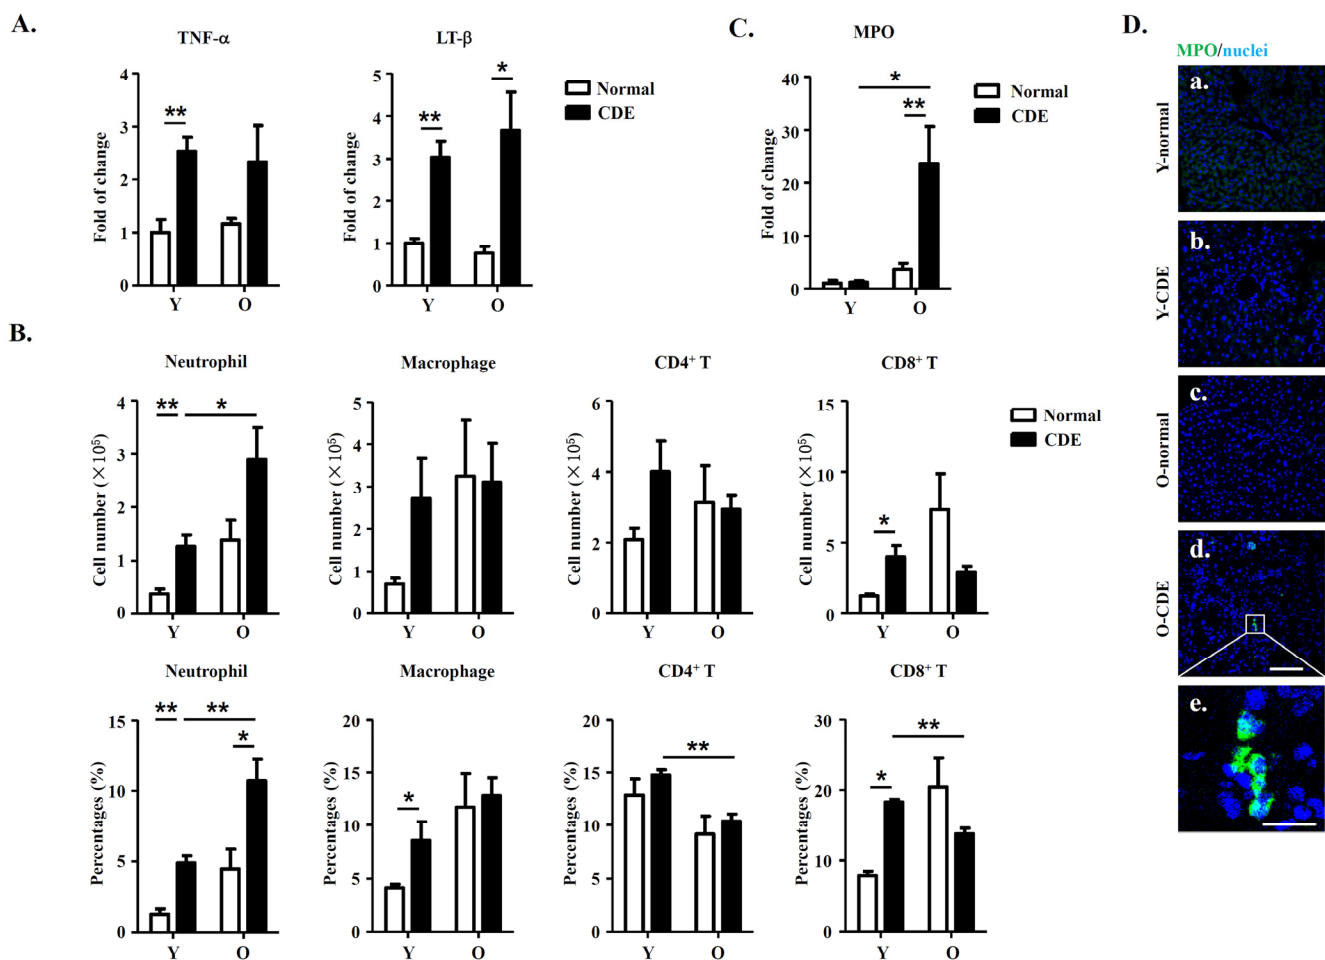 A.
TNF-α
Fold of change
4
3
2
1
0
Y
O
**
LT-β
Fold of change
5
4
3
2
1
0
Y
O
**
*
Normal
CDE
C.
MPO
Fold of change
40
30
20
10
0
Y
O
*
**
Normal
CDE
D.
MPO/nuclei
Y-normal
a.
Y-CDE
b.
O-normal
c.
O-CDE
d.
e.
B.
Neutrophil
Cell number (×10⁵)
4
3
2
1
0
Y
O
**
*
Macrophage
Cell number (×10⁵)
5
4
3
2
1
0
Y
O
CD4⁺ T
Cell number (×10⁵)
6
4
2
0
Y
O
CD8⁺ T
Cell number (×10⁵)
15
10
5
0
Y
O
*
Normal
CDE
Neutrophil
Percentages (%)
15
10
5
0
Y
O
**
**
*
Macrophage
Percentages (%)
20
15
10
5
0
Y
O
*
CD4⁺ T
Percentages (%)
20
15
10
5
0
Y
O
**
CD8⁺ T
Percentages (%)
30
20
10
0
Y
O
*
**